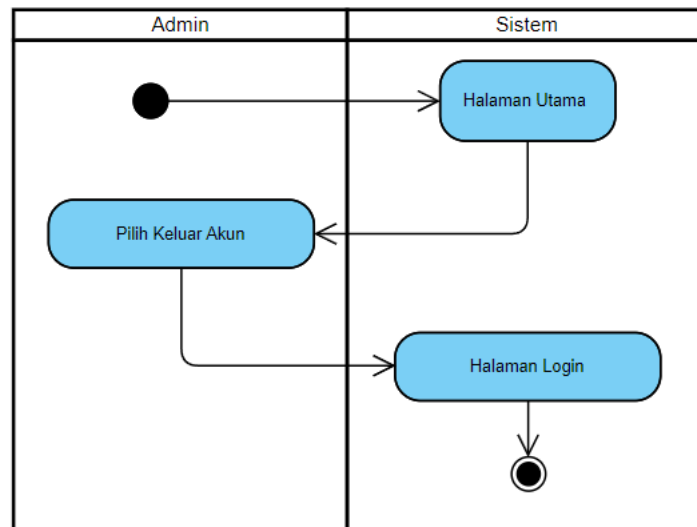 Admin
Sistem
Halaman Utama
Pilih Keluar Akun
Halaman Login